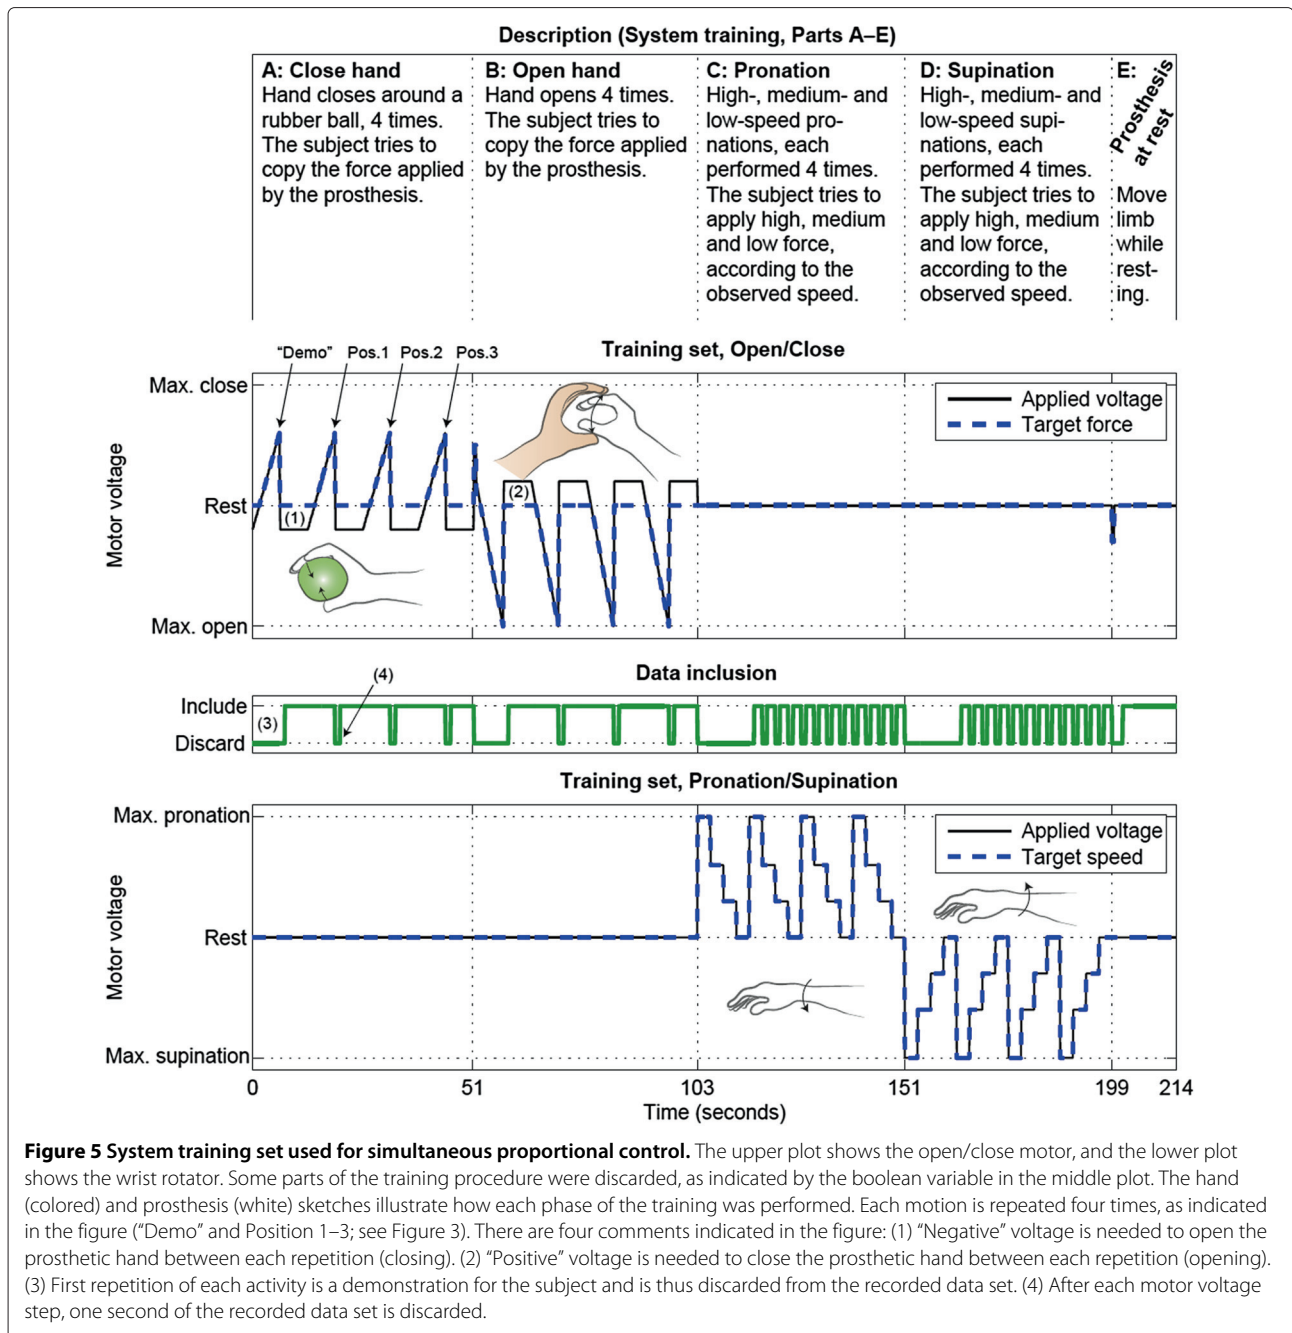 Description (System training, Parts A–E)
A: Close hand
Hand closes around a
rubber ball, 4 times.
The subject tries to
copy the force applied
by the prosthesis.
B: Open hand
Hand opens 4 times.
The subject tries to
copy the force applied
by the prosthesis.
C: Pronation
High-, medium- and
low-speed pro-
nations, each
performed 4 times.
The subject tries to
apply high, medium
and low force,
according to the
observed speed.
D: Supination
High-, medium- and
low-speed supi-
nations, each
performed 4 times.
The subject tries to
apply high, medium
and low force,
according to the
observed speed.
E:
Prosthesis
at rest
Move
limb
while
rest-
ing.
Training set, Open/Close
“Demo” Pos.1 Pos.2 Pos.3
Max. close
Rest
Max. open
Motor voltage
Applied voltage
Target force
(1)
(2)
Data inclusion
Include
Discard
(3)
(4)
Training set, Pronation/Supination
Max. pronation
Rest
Max. supination
Motor voltage
Applied voltage
Target speed
0 51 103 151 199 214
Time (seconds)
Figure 5 System training set used for simultaneous proportional control. The upper plot shows the open/close motor, and the lower plot
shows the wrist rotator. Some parts of the training procedure were discarded, as indicated by the boolean variable in the middle plot. The hand
(colored) and prosthesis (white) sketches illustrate how each phase of the training was performed. Each motion is repeated four times, as indicated
in the figure (“Demo” and Position 1–3; see Figure 3). There are four comments indicated in the figure: (1) “Negative” voltage is needed to open the
prosthetic hand between each repetition (closing). (2) “Positive” voltage is needed to close the prosthetic hand between each repetition (opening).
(3) First repetition of each activity is a demonstration for the subject and is thus discarded from the recorded data set. (4) After each motor voltage
step, one second of the recorded data set is discarded.